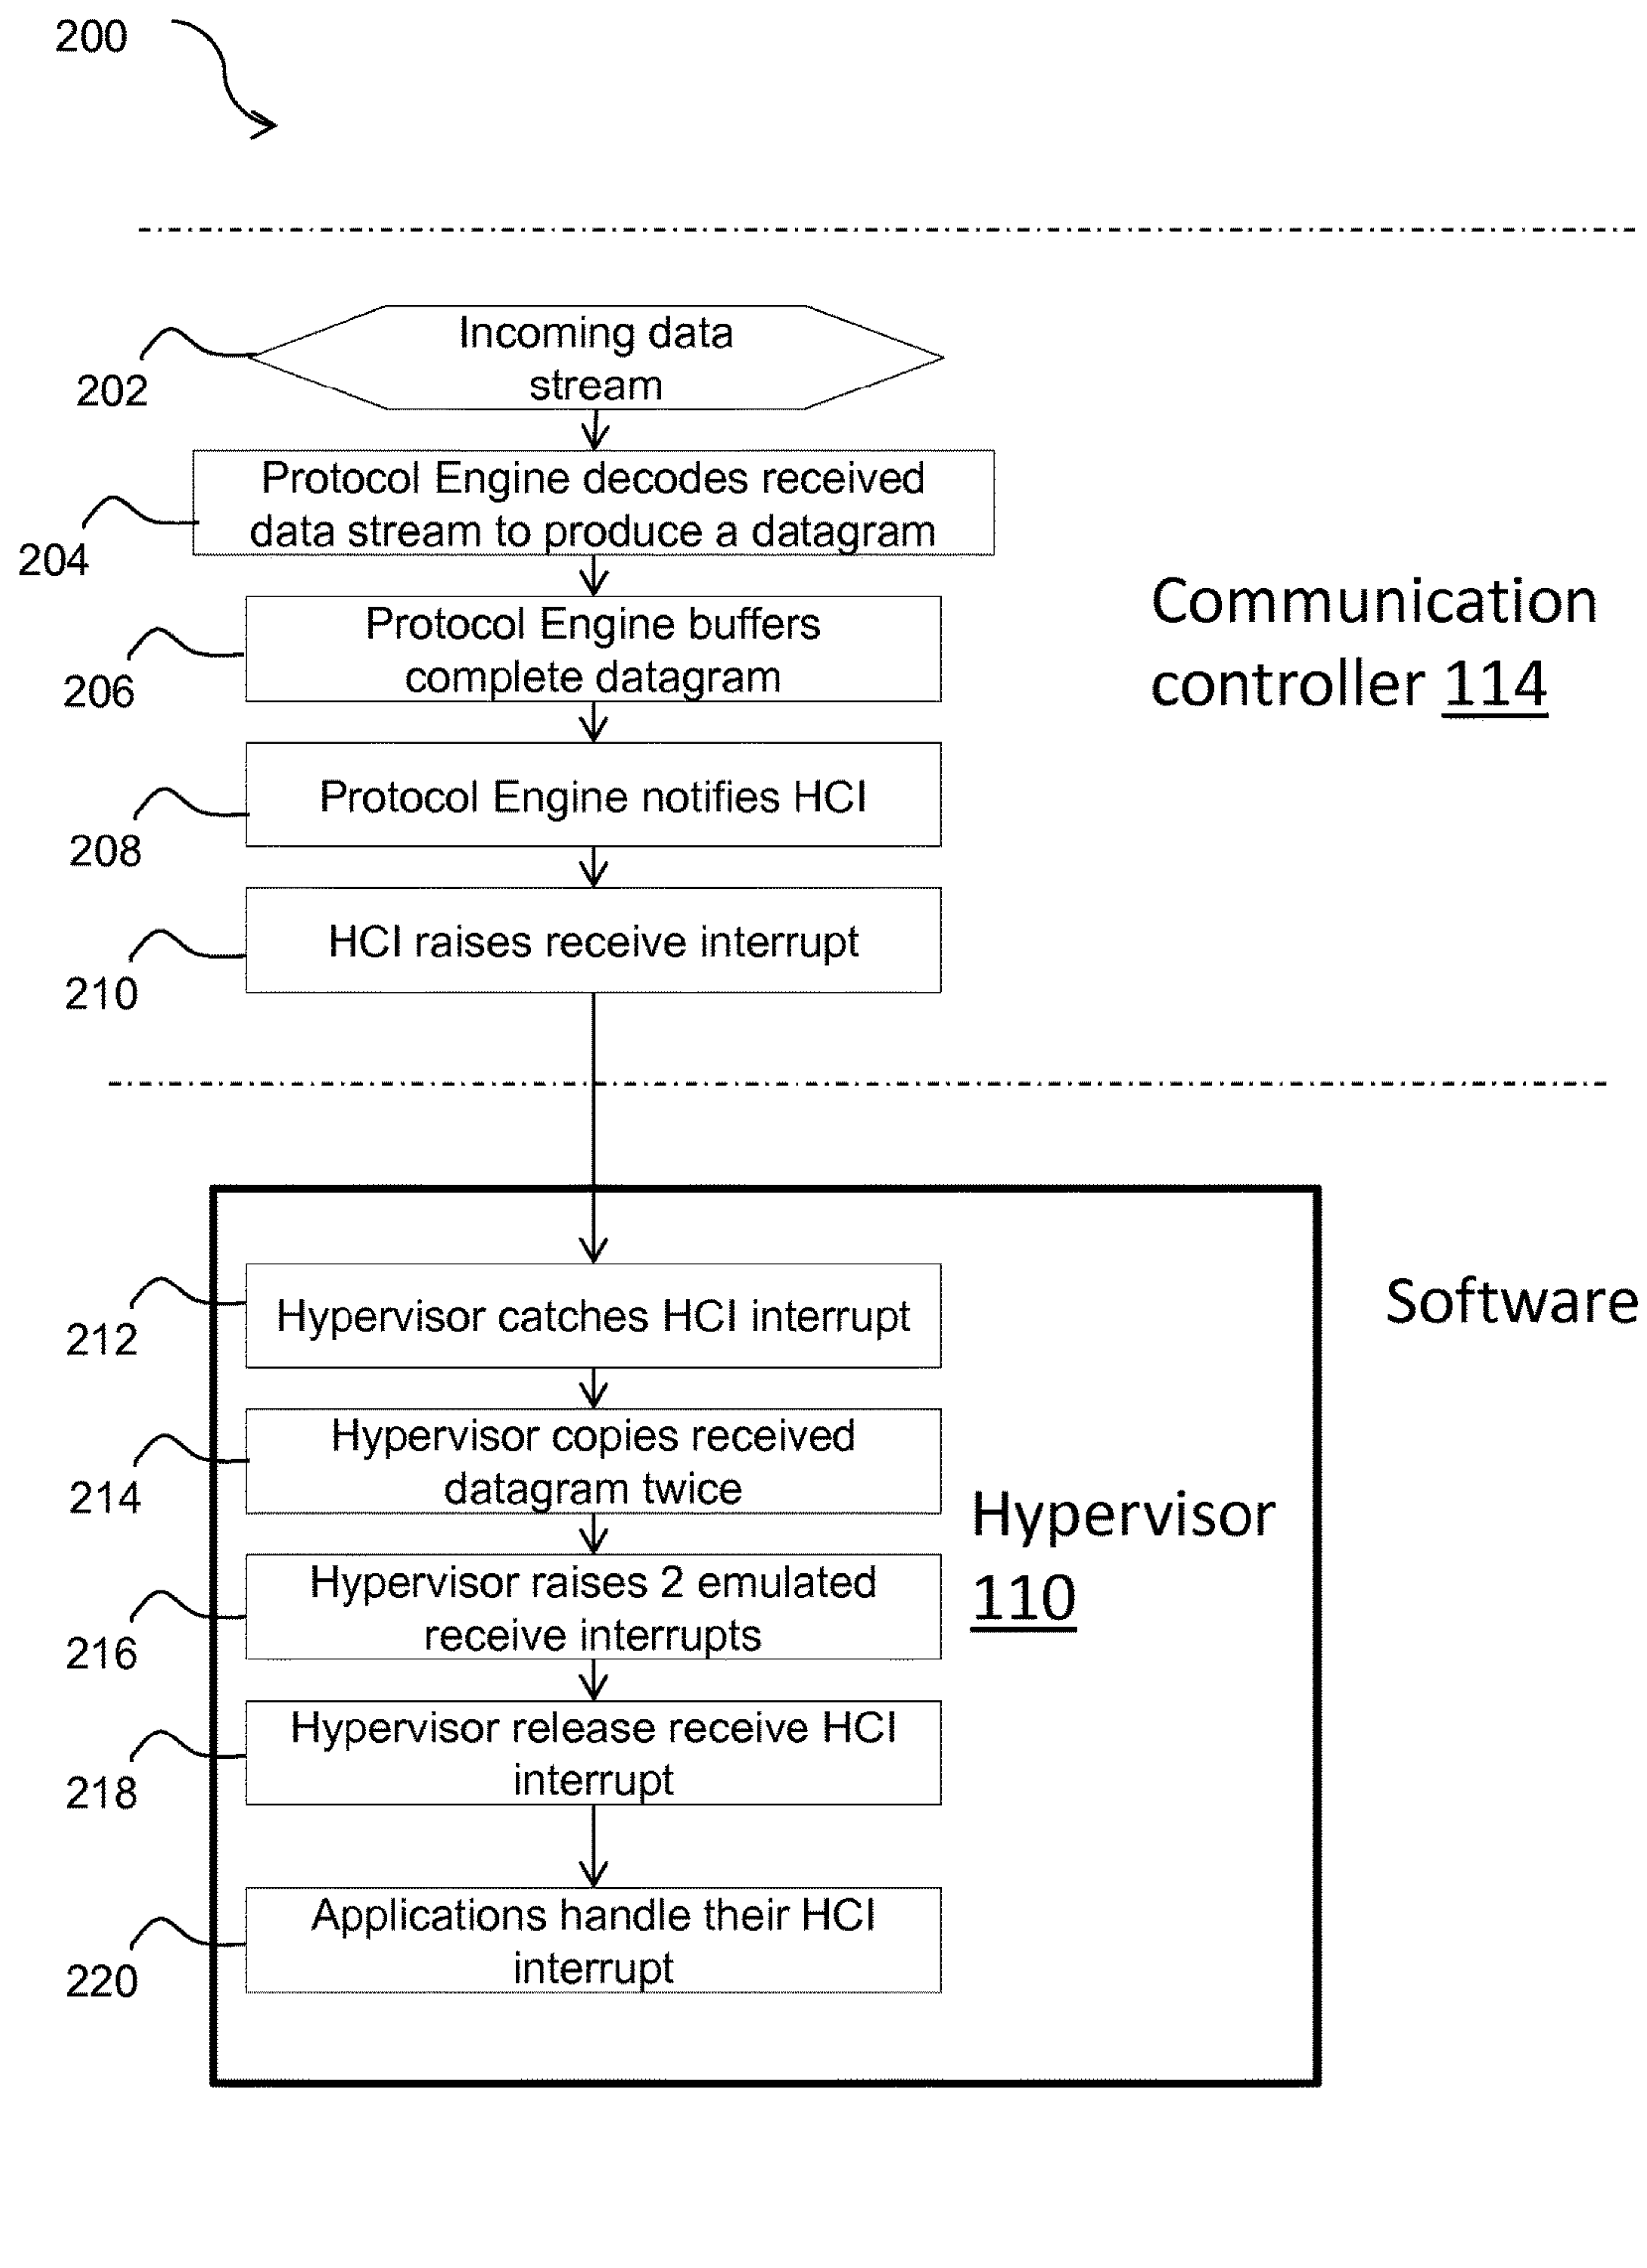 200
Incoming data
stream
202
Protocol Engine decodes received
data stream to produce a datagram
204
Communication
controller 114
Protocol Engine buffers
complete datagram
206
Protocol Engine notifies HCI
208
HCI raises receive interrupt
210
Software
Hypervisor catches HCI interrupt
212
Hypervisor copies received
datagram twice
214
Hypervisor
110
Hypervisor raises 2 emulated
receive interrupts
216
Hypervisor release receive HCI
interrupt
218
Applications handle their HCI
interrupt
220